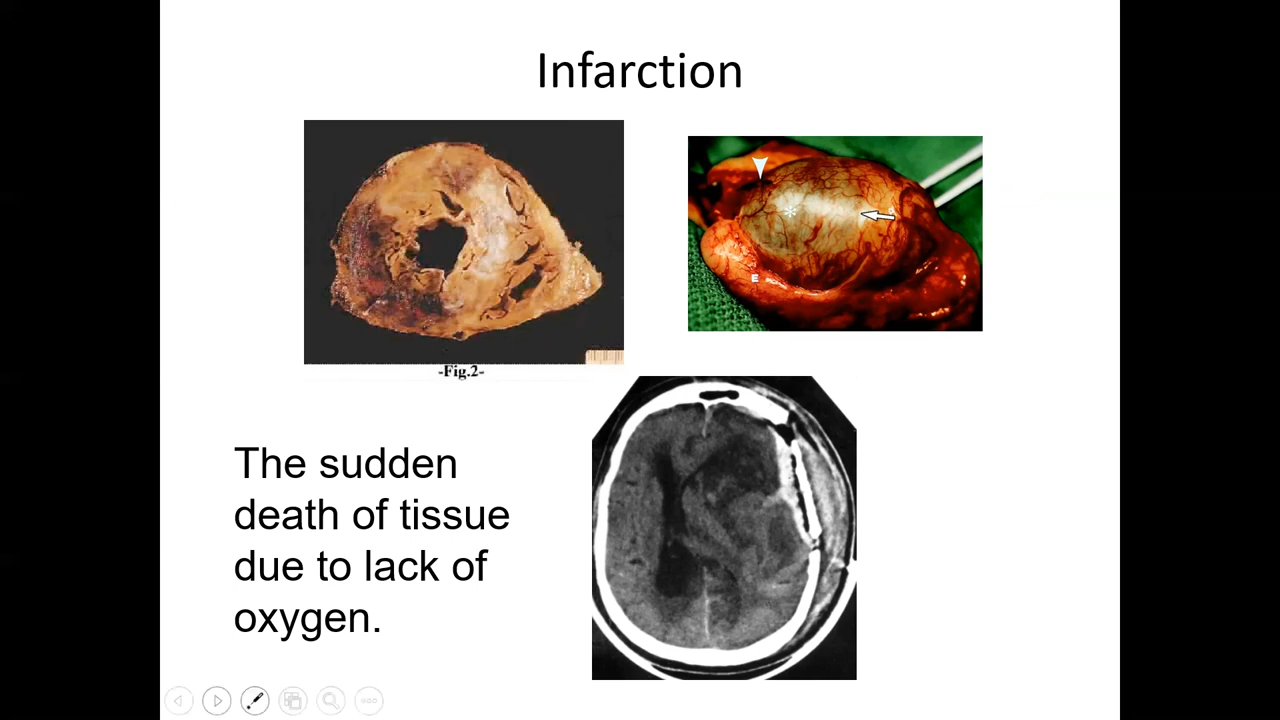 Infarction
E
-Fig.2-
The sudden
death of tissue
due to lack of
oxygen.